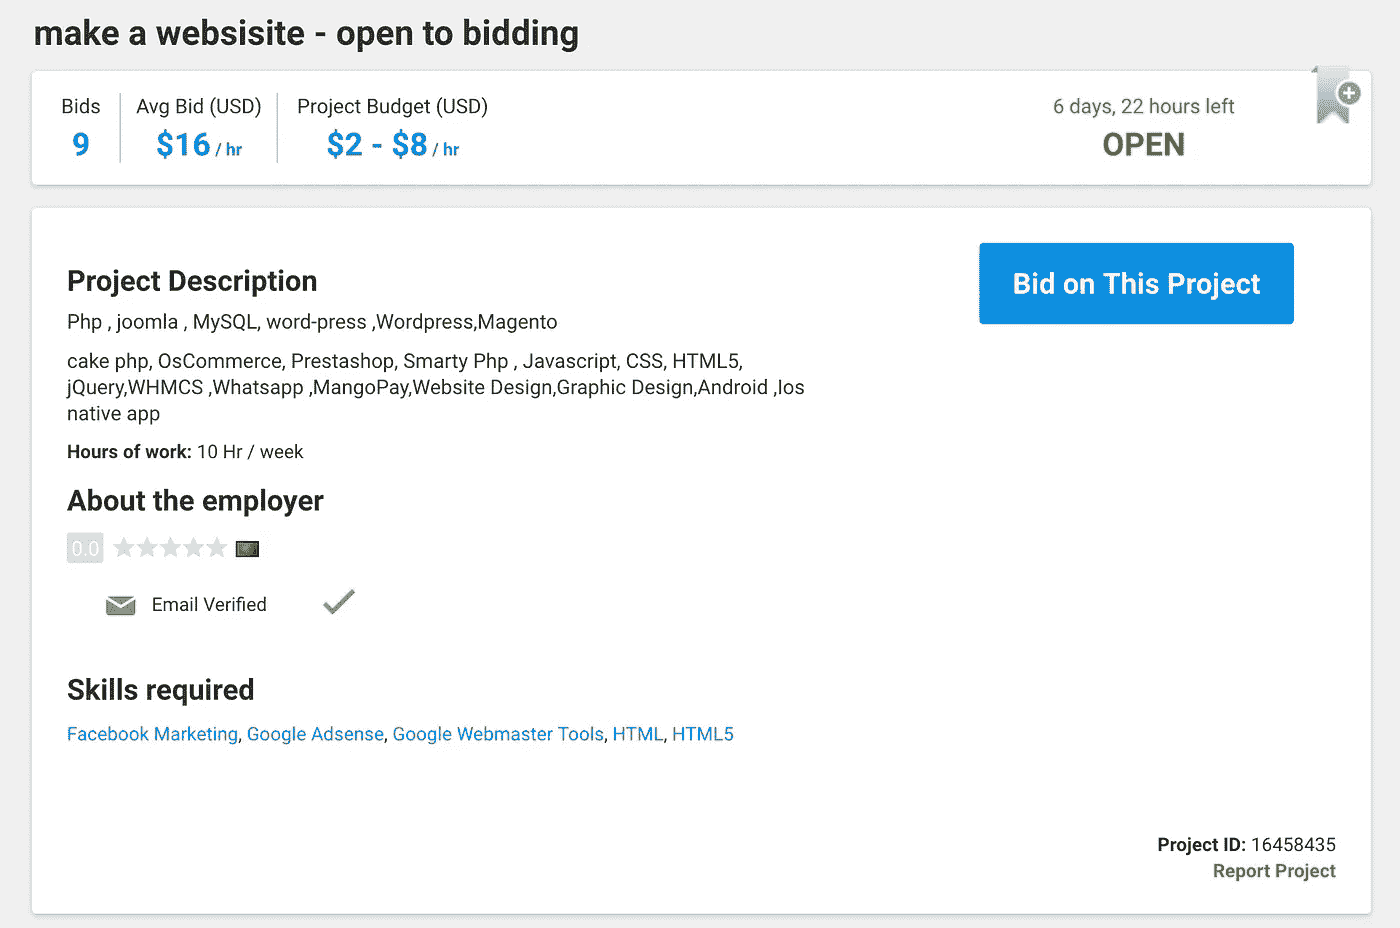 make a websisite - open to bidding
Bids
9
Avg Bid (USD)
$16 / hr
Project Budget (USD)
$2 - $8 / hr
6 days, 22 hours left
OPEN
Bid on This Project
Project Description
Php , joomla , MySQL, word-press ,Wordpress,Magento
cake php, OsCommerce, Prestashop, Smarty Php , Javascript, CSS, HTML5,
jQuery,WHMCS ,Whatsapp ,MangoPay,Website Design,Graphic Design,Android ,Ios
native app
Hours of work: 10 Hr / week
About the employer
0.0
Email Verified
Skills required
Facebook Marketing, Google Adsense, Google Webmaster Tools, HTML, HTML5
Project ID: 16458435
Report Project